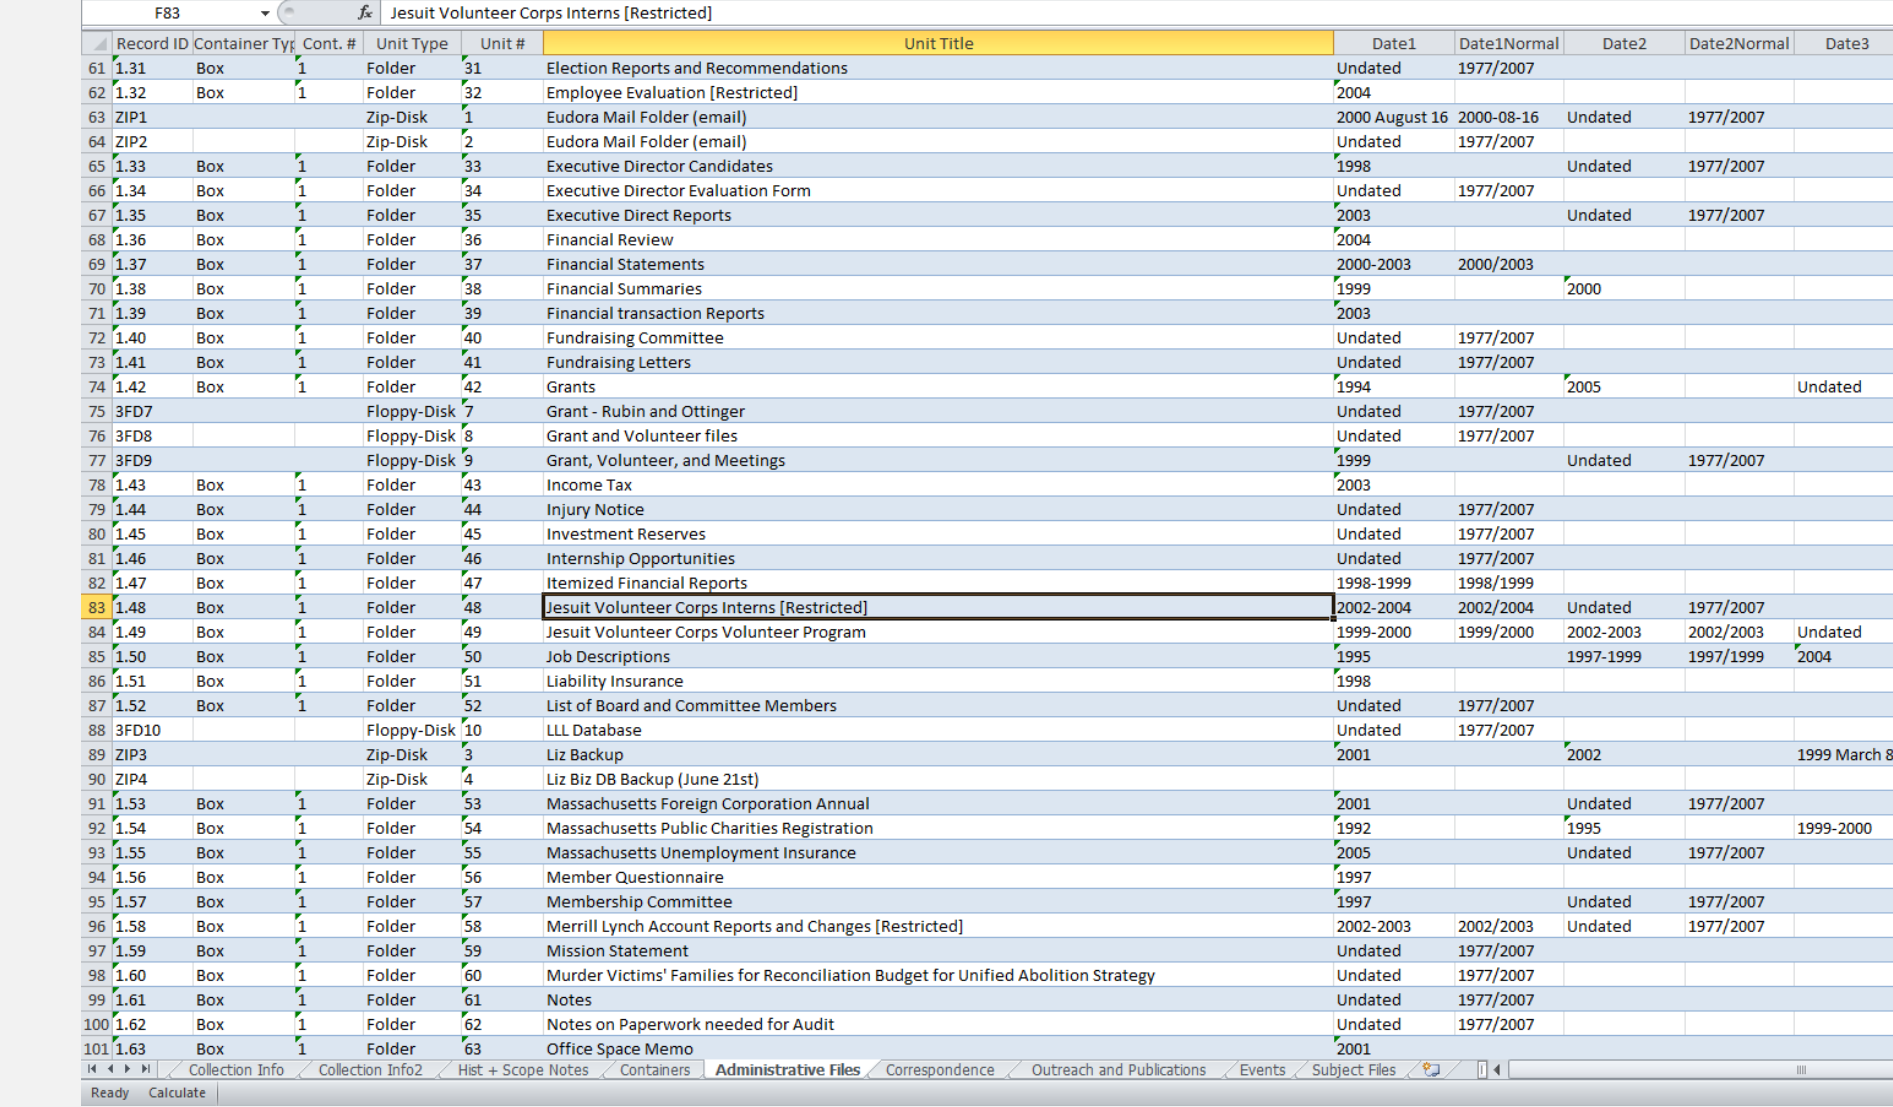 F83 fx Jesuit Volunteer Corps Interns [Restricted]
Record ID Container Typ Cont. # Unit Type Unit # Unit Title Date1 Date1Normal Date2 Date2Normal Date3
61 1.31 Box 1 Folder 31 Election Reports and Recommendations Undated 1977/2007
62 1.32 Box 1 Folder 32 Employee Evaluation [Restricted] 2004
63 ZIP1 Zip-Disk 1 Eudora Mail Folder (email) 2000 August 16 2000-08-16 Undated 1977/2007
64 ZIP2 Zip-Disk 2 Eudora Mail Folder (email) Undated 1977/2007
65 1.33 Box 1 Folder 33 Executive Director Candidates 1998 Undated 1977/2007
66 1.34 Box 1 Folder 34 Executive Director Evaluation Form Undated 1977/2007
67 1.35 Box 1 Folder 35 Executive Direct Reports 2003 Undated 1977/2007
68 1.36 Box 1 Folder 36 Financial Review 2004
69 1.37 Box 1 Folder 37 Financial Statements 2000-2003 2000/2003
70 1.38 Box 1 Folder 38 Financial Summaries 1999 2000
71 1.39 Box 1 Folder 39 Financial transaction Reports 2003
72 1.40 Box 1 Folder 40 Fundraising Committee Undated 1977/2007
73 1.41 Box 1 Folder 41 Fundraising Letters Undated 1977/2007
74 1.42 Box 1 Folder 42 Grants 1994 2005 Undated
75 3FD7 Floppy-Disk 7 Grant - Rubin and Ottinger Undated 1977/2007
76 3FD8 Floppy-Disk 8 Grant and Volunteer files Undated 1977/2007
77 3FD9 Floppy-Disk 9 Grant, Volunteer, and Meetings 1999 Undated 1977/2007
78 1.43 Box 1 Folder 43 Income Tax 2003
79 1.44 Box 1 Folder 44 Injury Notice Undated 1977/2007
80 1.45 Box 1 Folder 45 Investment Reserves Undated 1977/2007
81 1.46 Box 1 Folder 46 Internship Opportunities Undated 1977/2007
82 1.47 Box 1 Folder 47 Itemized Financial Reports 1998-1999 1998/1999
83 1.48 Box 1 Folder 48 Jesuit Volunteer Corps Interns [Restricted] 2002-2004 2002/2004 Undated 1977/2007
84 1.49 Box 1 Folder 49 Jesuit Volunteer Corps Volunteer Program 1999-2000 1999/2000 2002-2003 2002/2003 Undated
85 1.50 Box 1 Folder 50 Job Descriptions 1995 1997-1999 1997/1999 2004
86 1.51 Box 1 Folder 51 Liability Insurance 1998
87 1.52 Box 1 Folder 52 List of Board and Committee Members Undated 1977/2007
88 3FD10 Floppy-Disk 10 LLL Database Undated 1977/2007
89 ZIP3 Zip-Disk 3 Liz Backup 2001 2002 1999 March 8
90 ZIP4 Zip-Disk 4 Liz Biz DB Backup (June 21st)
91 1.53 Box 1 Folder 53 Massachusetts Foreign Corporation Annual 2001 Undated 1977/2007
92 1.54 Box 1 Folder 54 Massachusetts Public Charities Registration 1992 1995 1999-2000
93 1.55 Box 1 Folder 55 Massachusetts Unemployment Insurance 2005 Undated 1977/2007
94 1.56 Box 1 Folder 56 Member Questionnaire 1997
95 1.57 Box 1 Folder 57 Membership Committee 1997 Undated 1977/2007
96 1.58 Box 1 Folder 58 Merrill Lynch Account Reports and Changes [Restricted] 2002-2003 2002/2003 Undated 1977/2007
97 1.59 Box 1 Folder 59 Mission Statement Undated 1977/2007
98 1.60 Box 1 Folder 60 Murder Victims' Families for Reconciliation Budget for Unified Abolition Strategy Undated 1977/2007
99 1.61 Box 1 Folder 61 Notes Undated 1977/2007
100 1.62 Box 1 Folder 62 Notes on Paperwork needed for Audit Undated 1977/2007
101 1.63 Box 1 Folder 63 Office Space Memo 2001
Collection Info Collection Info2 Hist + Scope Notes Containers Administrative Files Correspondence Outreach and Publications Events Subject Files
Ready Calculate